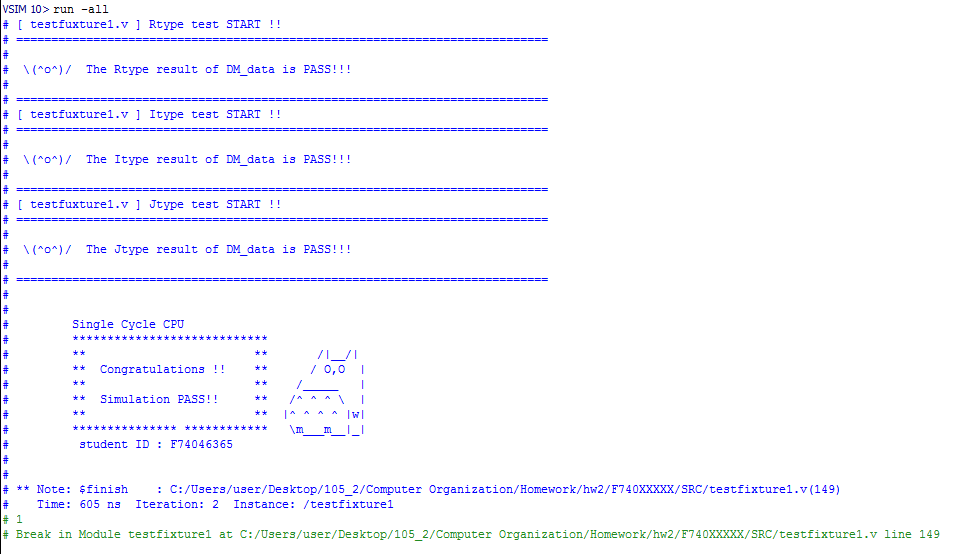 VSIM 10> run -all
# [ testfuxture1.v ] Rtype test START !!
# ============================================================================
#
#  \(^o^)/  The Rtype result of DM_data is PASS!!!
#
# ============================================================================
# [ testfuxture1.v ] Itype test START !!
# ============================================================================
#
#  \(^o^)/  The Itype result of DM_data is PASS!!!
#
# ============================================================================
# [ testfuxture1.v ] Jtype test START !!
# ============================================================================
#
#  \(^o^)/  The Jtype result of DM_data is PASS!!!
#
# ============================================================================
#
#
#         Single Cycle CPU
#         ****************************
#         **                        **       /|__/|
#         **  Congratulations !!    **      / O,O  |
#         **                        **    /_____   |
#         **  Simulation PASS!!     **   /^ ^ ^ \  |
#         **                        **  |^ ^ ^ ^ |w|
#         *************** ************   \m___m__|_|
#          student ID : F74046365
#
#
# ** Note: $finish    : C:/Users/user/Desktop/105_2/Computer Organization/Homework/hw2/F740XXXXX/SRC/testfixture1.v(149)
#    Time: 605 ns  Iteration: 2  Instance: /testfixture1
# 1
# Break in Module testfixture1 at C:/Users/user/Desktop/105_2/Computer Organization/Homework/hw2/F740XXXXX/SRC/testfixture1.v line 149